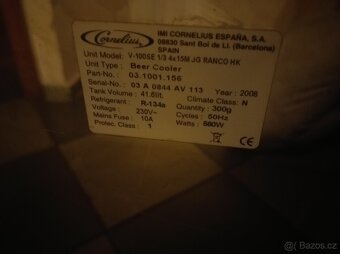 Cornelius
IMI CORNELIUS ESPAÑA, S.A.
08830 Sant Boi de Ll. (Barcelona)
SPAIN
Unit Model: V-100SE 1/3 4x15M JG RANCO HK
Unit Type: Beer Cooler
Part-No. 03.1001.156
Serial-No. 03 A 0844 AV 113 Year: 2008
Tank Volume: 41.6lit. Climate Class: N
Refrigerant: R-134a Quantity: 300g
Voltage: 230V~ Cycles: 50Hz
Mains Fuse: 10A Watts: 560W
Protec. Class: 1
CE
© Bazos.cz